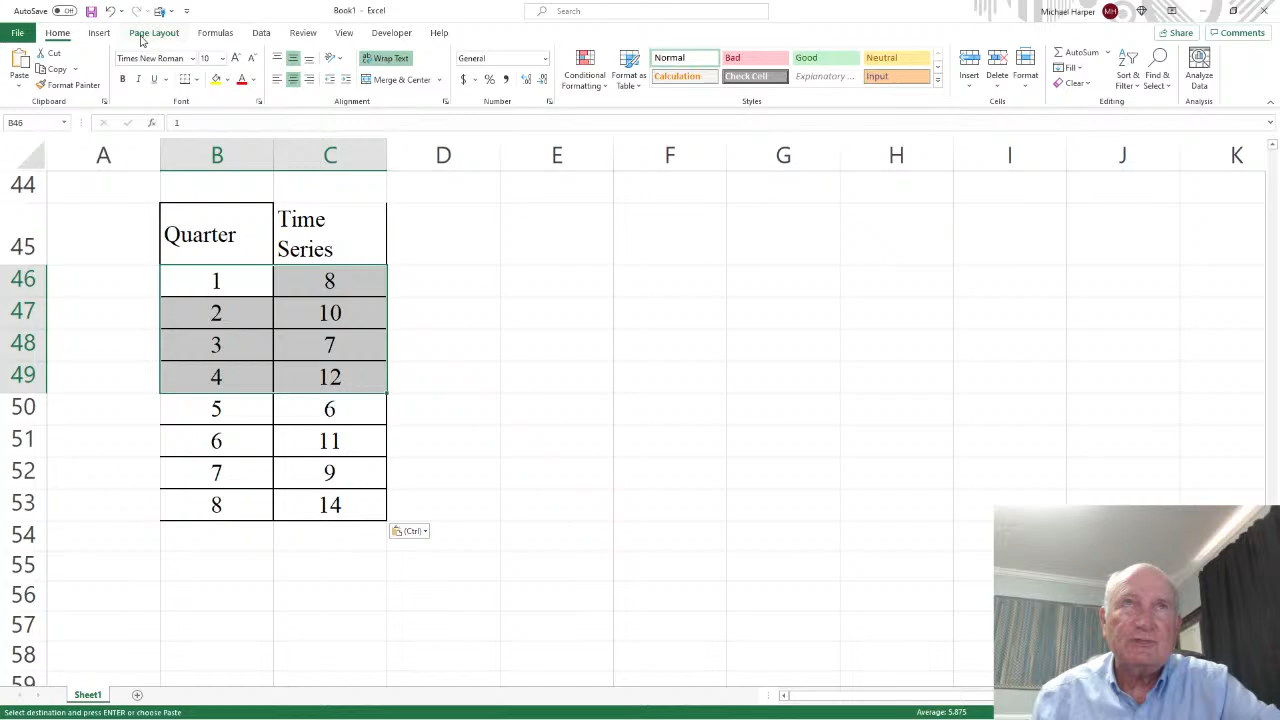 AutoSave Off Book1 - Excel Search Michael Harper MH
File Home Insert Page Layout Formulas Data Review View Automate Developer Help Share Comments
Paste Cut Copy Format Painter Clipboard
Times New Roman 10 B I U A Font
Wrap Text Merge & Center Alignment
General $ % , Number
Conditional Formatting Format as Table
Normal Bad Good Neutral
Calculation Check Cell Explanatory ... Input
Styles
Insert Delete Format Cells
AutoSum Fill Clear Sort & Filter Find & Select Editing
Analyze Data Analysis
B46 fx 1
A B C D E F G H I J K
44
45 Quarter Time Series
46 1 8
47 2 10
48 3 7
49 4 12
50 5 6
51 6 11
52 7 9
53 8 14
(Ctrl)
54
55
56
57
58
59
Sheet1
Select destination and press ENTER or choose Paste Average: 5.875